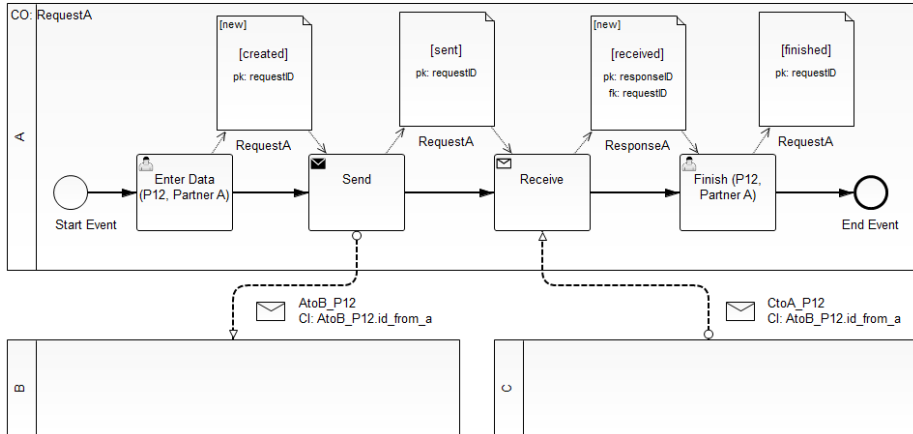 CO: RequestA
[new]
[created]
pk: requestID
[sent]
pk: requestID
[new]
[received]
pk: responseID
fk: requestID
[finished]
pk: requestID
A
RequestA
RequestA
ResponseA
RequestA
Enter Data
(P12, Partner A)
Send
Receive
Finish (P12,
Partner A)
Start Event
End Event
AtoB_P12
CI: AtoB_P12.id_from_a
CtoA_P12
CI: AtoB_P12.id_from_a
B
C